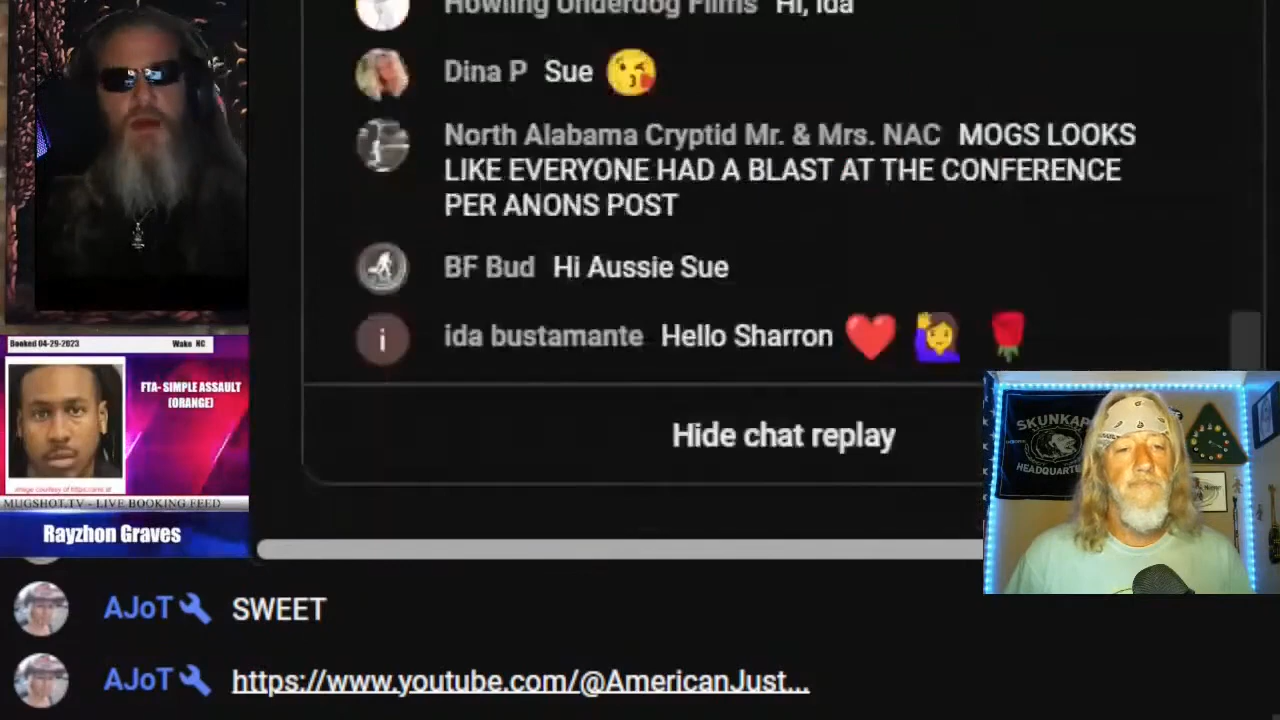 Howling Underdog Films Hi, Ida
Dina P Sue 😘
North Alabama Cryptid Mr. & Mrs. NAC MOGS LOOKS
LIKE EVERYONE HAD A BLAST AT THE CONFERENCE
PER ANONS POST
BF Bud Hi Aussie Sue
i ida bustamante Hello Sharron ❤️ 🙋‍♀️ 🌹
Hide chat replay
Booked 04-29-2023 Wake NC
FTA- SIMPLE ASSAULT
(ORANGE)
MUGSHOT.TV - LIVE BOOKING FEED
Rayzhon Graves
SKUNKAP
HEADQUARTE
AJoT SWEET
AJoT https://www.youtube.com/@AmericanJust...